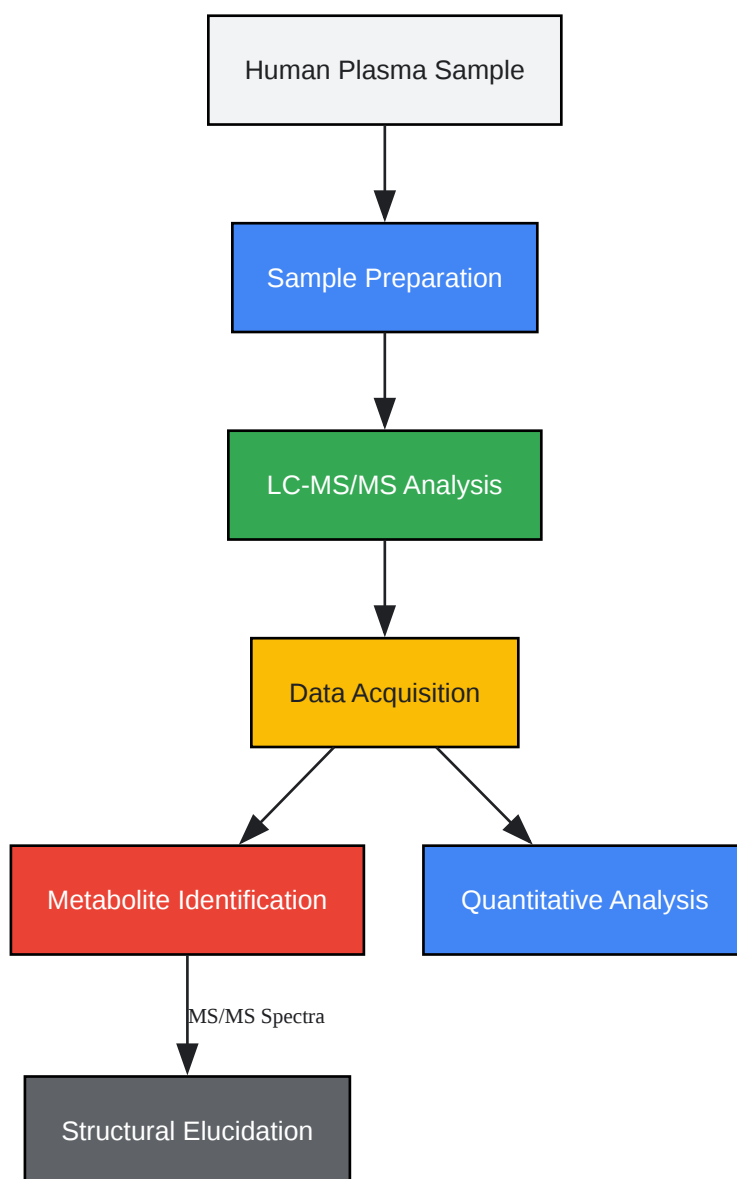 Human Plasma Sample
Sample Preparation
LC-MS/MS Analysis
Data Acquisition
Metabolite Identification
Quantitative Analysis
MS/MS Spectra
Structural Elucidation